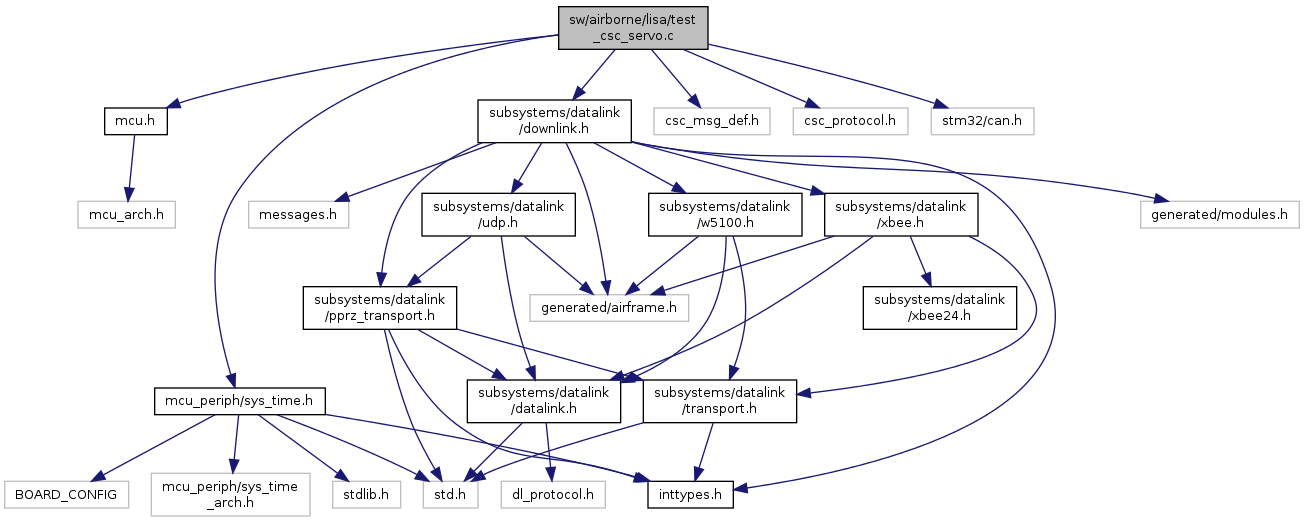 sw/airborne/lisa/test
_csc_servo.c
mcu.h
subsystems/datalink
/downlink.h
csc_msg_def.h
csc_protocol.h
stm32/can.h
mcu_arch.h
messages.h
subsystems/datalink
/udp.h
subsystems/datalink
/w5100.h
subsystems/datalink
/xbee.h
generated/modules.h
subsystems/datalink
/pprz_transport.h
generated/airframe.h
subsystems/datalink
/xbee24.h
mcu_periph/sys_time.h
subsystems/datalink
/datalink.h
subsystems/datalink
/transport.h
BOARD_CONFIG
mcu_periph/sys_time
_arch.h
stdlib.h
std.h
dl_protocol.h
inttypes.h